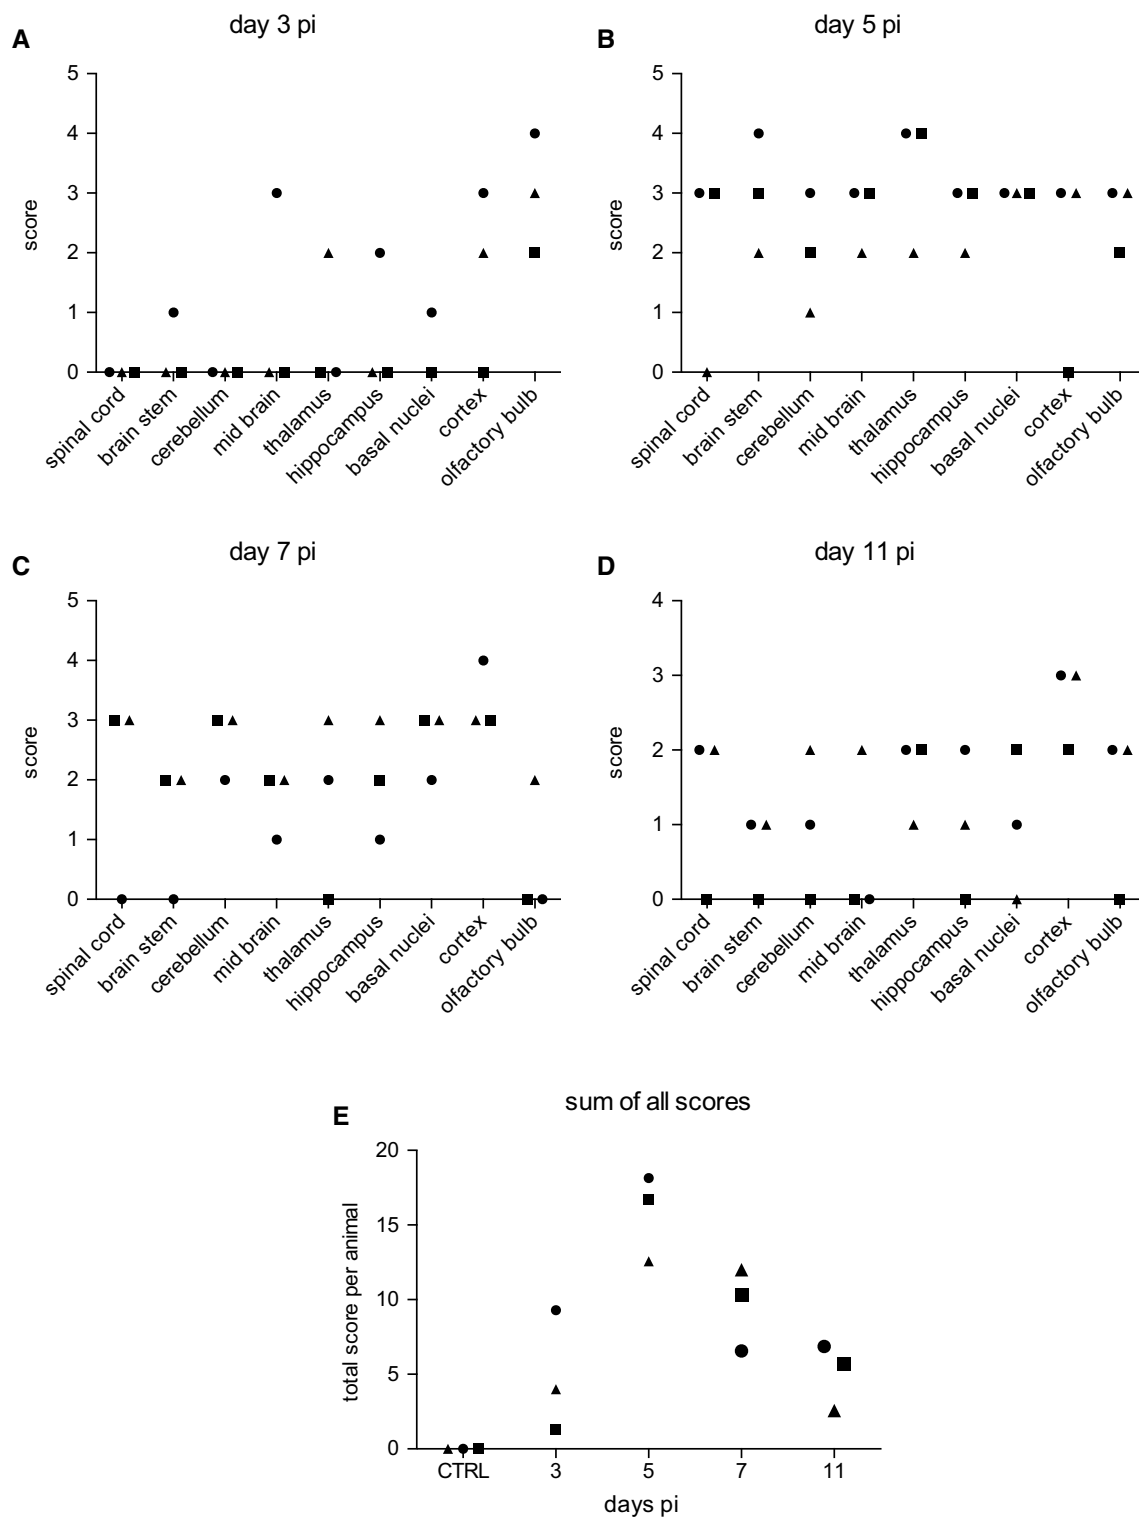 A
day 3 pi
score
5
4
3
2
1
0
spinal cord
brain stem
cerebellum
mid brain
thalamus
hippocampus
basal nuclei
cortex
olfactory bulb
B
day 5 pi
score
5
4
3
2
1
0
spinal cord
brain stem
cerebellum
mid brain
thalamus
hippocampus
basal nuclei
cortex
olfactory bulb
C
day 7 pi
score
5
4
3
2
1
0
spinal cord
brain stem
cerebellum
mid brain
thalamus
hippocampus
basal nuclei
cortex
olfactory bulb
D
day 11 pi
score
4
3
2
1
0
spinal cord
brain stem
cerebellum
mid brain
thalamus
hippocampus
basal nuclei
cortex
olfactory bulb
E
sum of all scores
total score per animal
20
15
10
5
0
CTRL
3
5
7
11
days pi